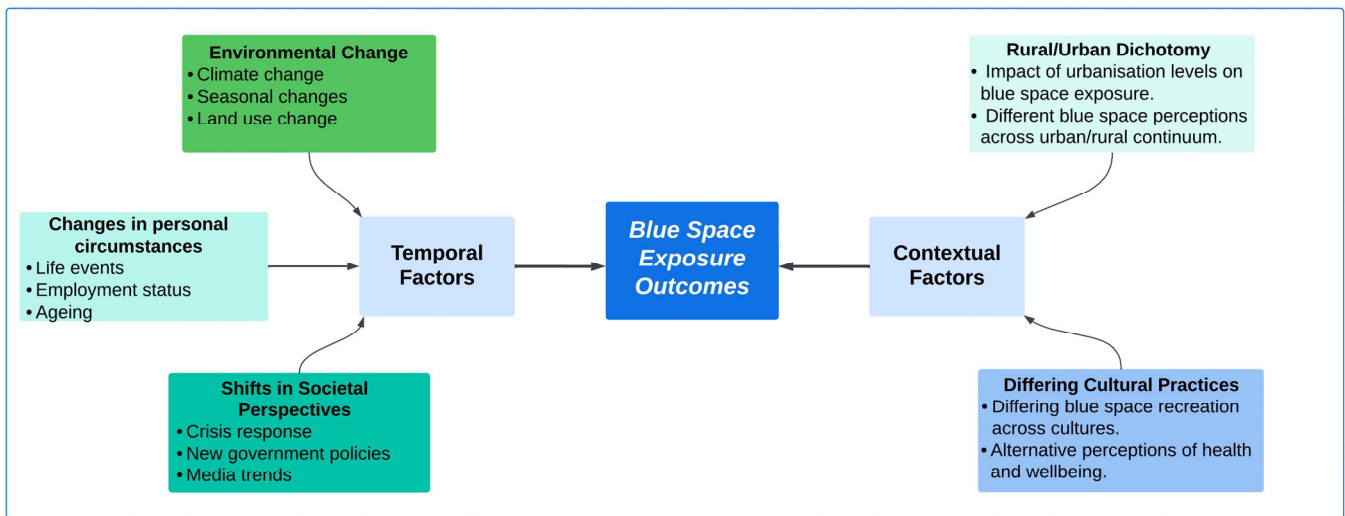 Environmental Change
• Climate change
• Seasonal changes
• Land use change
Changes in personal
circumstances
• Life events
• Employment status
• Ageing
Shifts in Societal
Perspectives
• Crisis response
• New government policies
• Media trends
Temporal
Factors
Blue Space
Exposure
Outcomes
Contextual
Factors
Rural/Urban Dichotomy
• Impact of urbanisation levels on
blue space exposure.
• Different blue space perceptions
across urban/rural continuum.
Differing Cultural Practices
• Differing blue space recreation
across cultures.
• Alternative perceptions of health
and wellbeing.